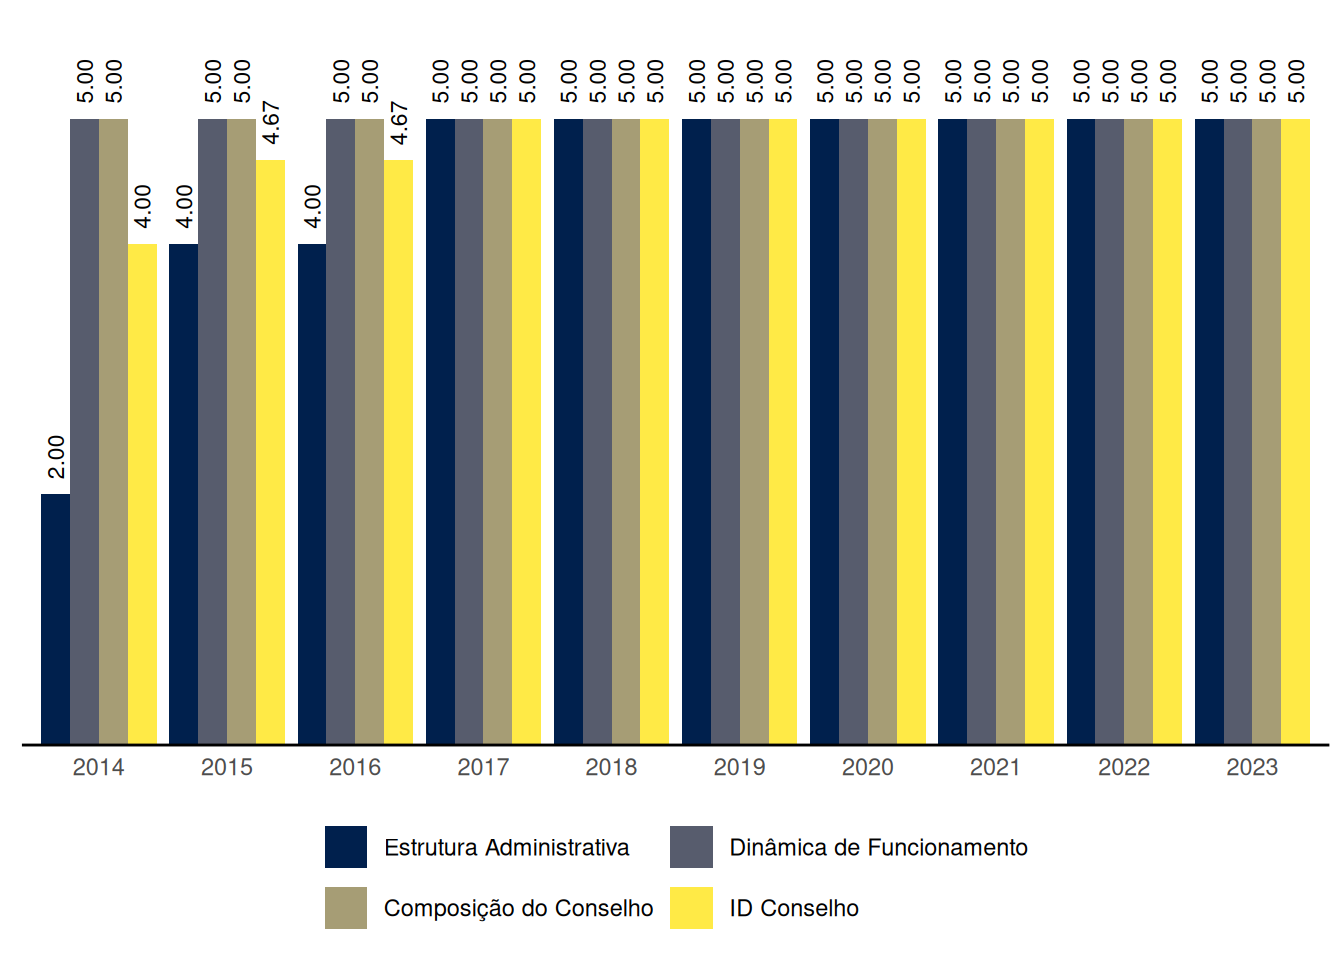 2.00 5.00 5.00 4.00 4.00 5.00 5.00 4.67 4.00 5.00 5.00 4.67 5.00 5.00 5.00 5.00 5.00 5.00 5.00 5.00 5.00 5.00 5.00 5.00 5.00 5.00 5.00 5.00 5.00 5.00 5.00 5.00 5.00 5.00 5.00 5.00 5.00 5.00 5.00 5.00
2014 2015 2016 2017 2018 2019 2020 2021 2022 2023
Estrutura Administrativa Dinâmica de Funcionamento
Composição do Conselho ID Conselho